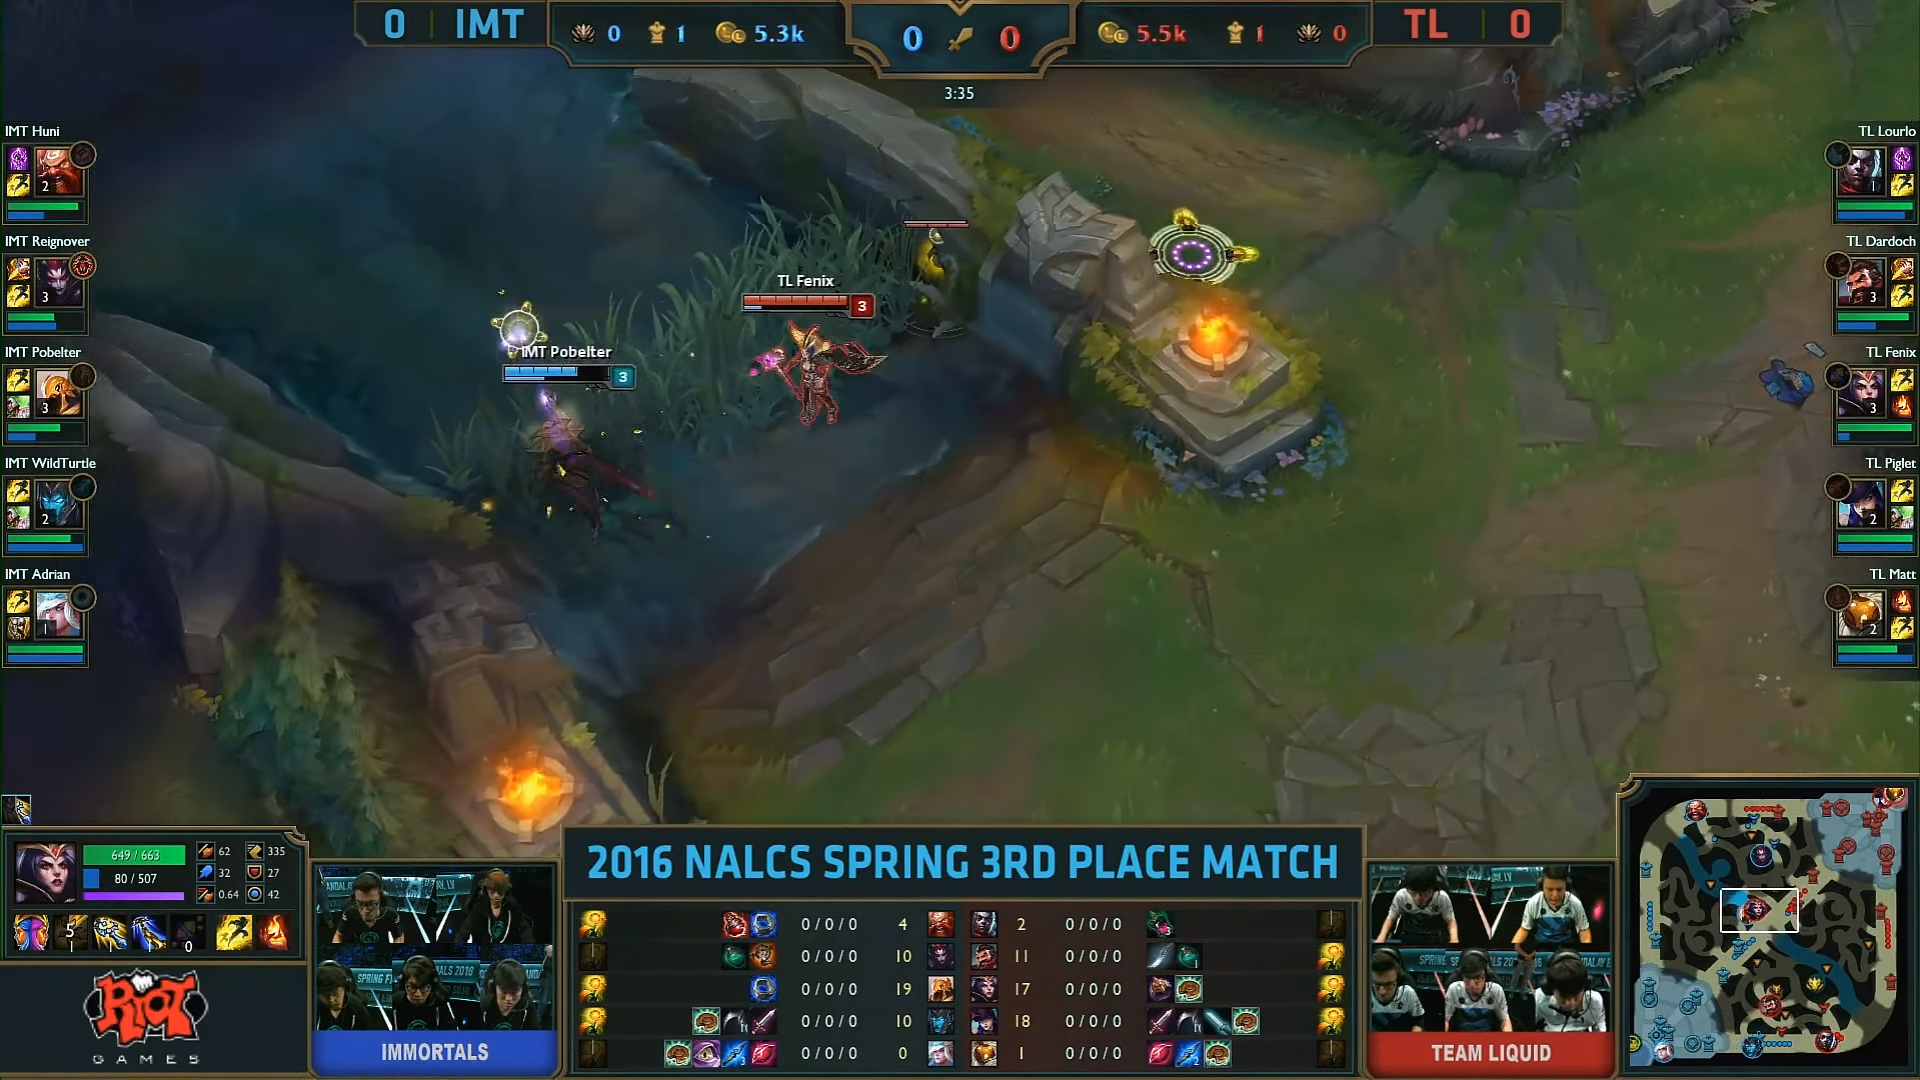 0 IMT 0 1 5.3k 0 0 5.5k 1 0 TL 0
3:35
IMT Huni
2
IMT Reignover
3
IMT Pobelter
3
IMT WildTurtle
2
IMT Adrian
1
TL Lourlo
1
TL Dardoch
3
TL Fenix
3
TL Piglet
2
TL Matt
2
TL Fenix
3
IMT Pobelter
3
649 / 663
80 / 507
62 335
32 27
0.64 42
5
1
1
0
RIOT
GAMES
IMMORTALS
2016 NALCS SPRING 3RD PLACE MATCH
0 / 0 / 0 4 2 0 / 0 / 0
0 / 0 / 0 10 11 0 / 0 / 0
0 / 0 / 0 19 17 0 / 0 / 0
0 / 0 / 0 10 18 0 / 0 / 0
0 / 0 / 0 0 1 0 / 0 / 0
TEAM LIQUID